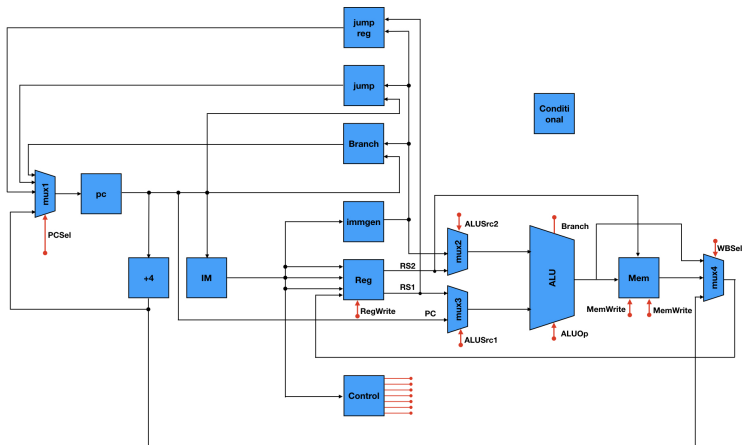 jump
reg
jump
Conditi
onal
Branch
mux1
pc
PCSel
immgen
ALUSrc2
mux2
Branch
ALU
WBSel
mux4
+4
IM
Reg
RS2
RS1
RegWrite
PC
mux3
ALUSrc1
ALUOp
Mem
MemWrite
MemWrite
Control